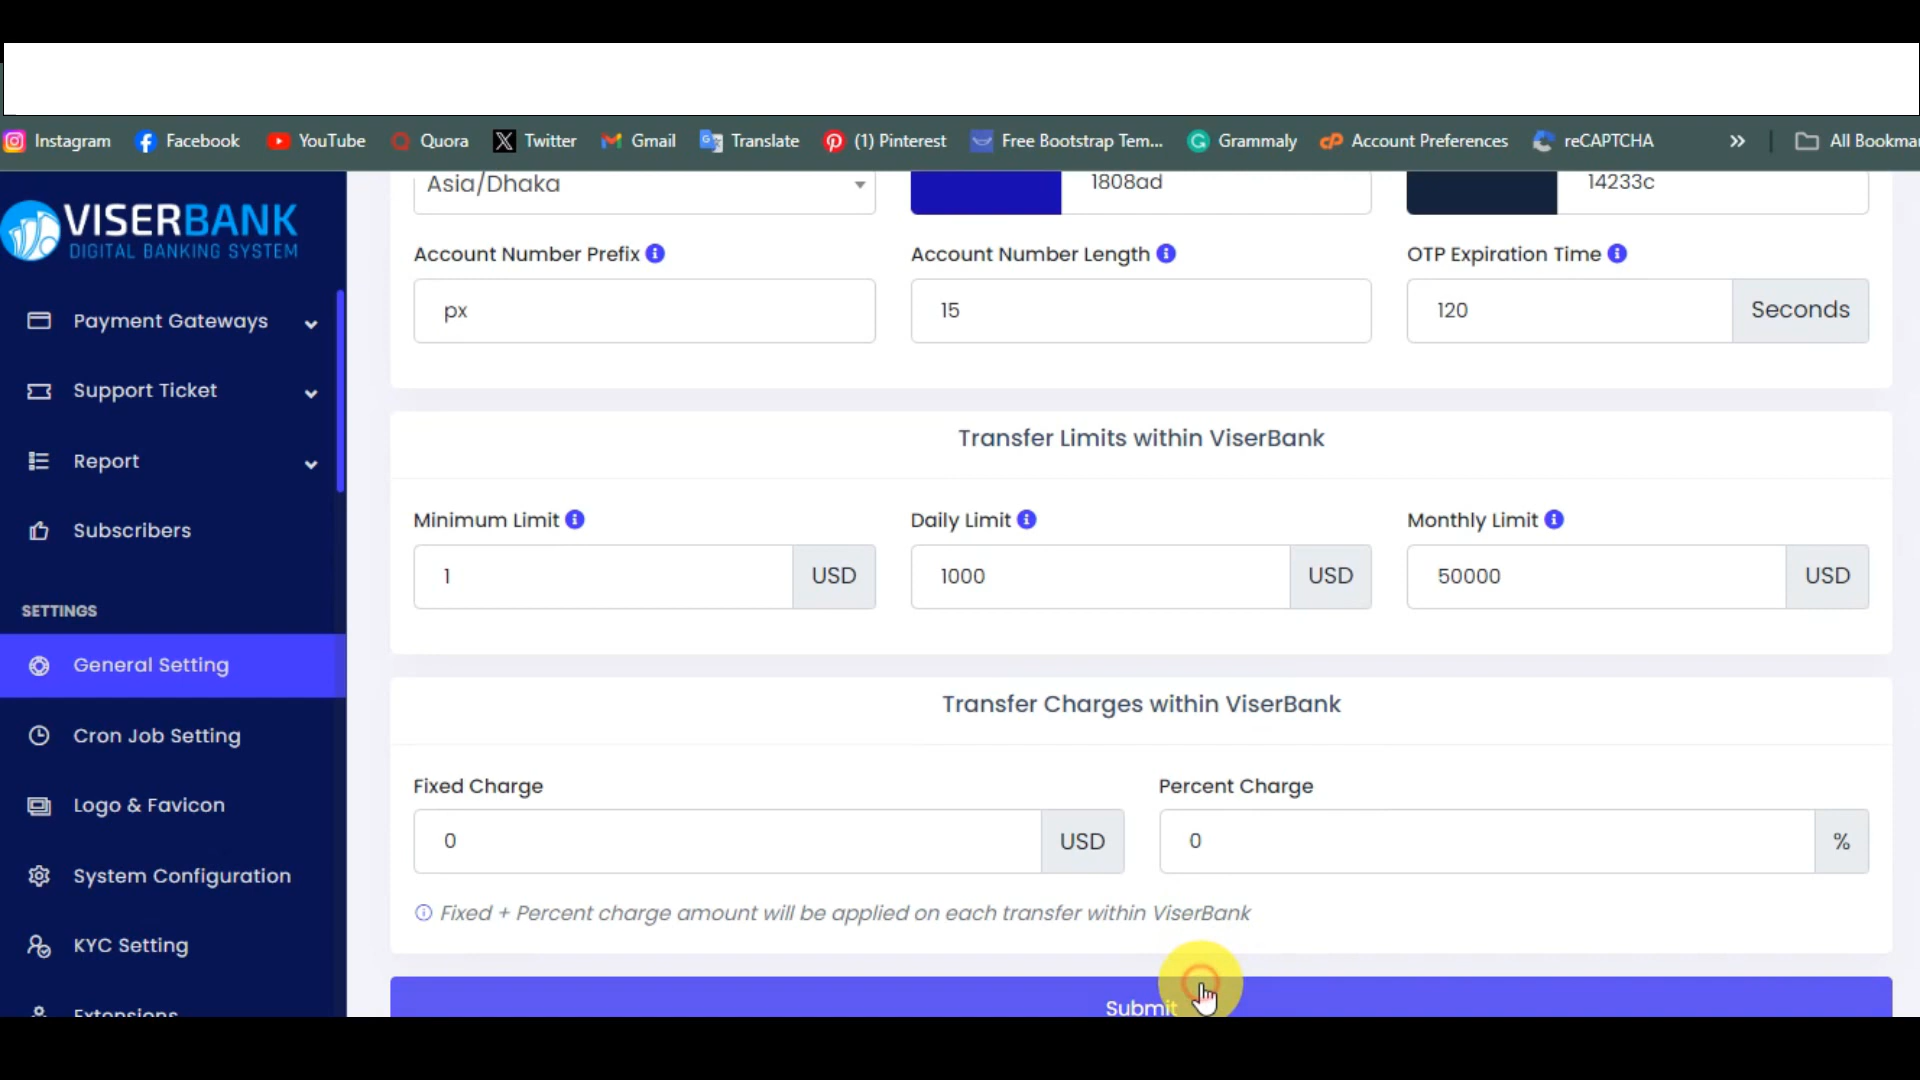 Instagram Facebook YouTube Quora Twitter Gmail Translate (1) Pinterest Free Bootstrap Tem... Grammaly Account Preferences reCAPTCHA » All Bookmar
VISERBANK
DIGITAL BANKING SYSTEM
Payment Gateways
Support Ticket
Report
Subscribers
SETTINGS
General Setting
Cron Job Setting
Logo & Favicon
System Configuration
KYC Setting
Extensions
Asia/Dhaka 1808ad 14233c
Account Number Prefix Account Number Length OTP Expiration Time
px 15 120 Seconds
Transfer Limits within ViserBank
Minimum Limit Daily Limit Monthly Limit
1 USD 1000 USD 50000 USD
Transfer Charges within ViserBank
Fixed Charge Percent Charge
0 USD 0 %
Fixed + Percent charge amount will be applied on each transfer within ViserBank
Submit